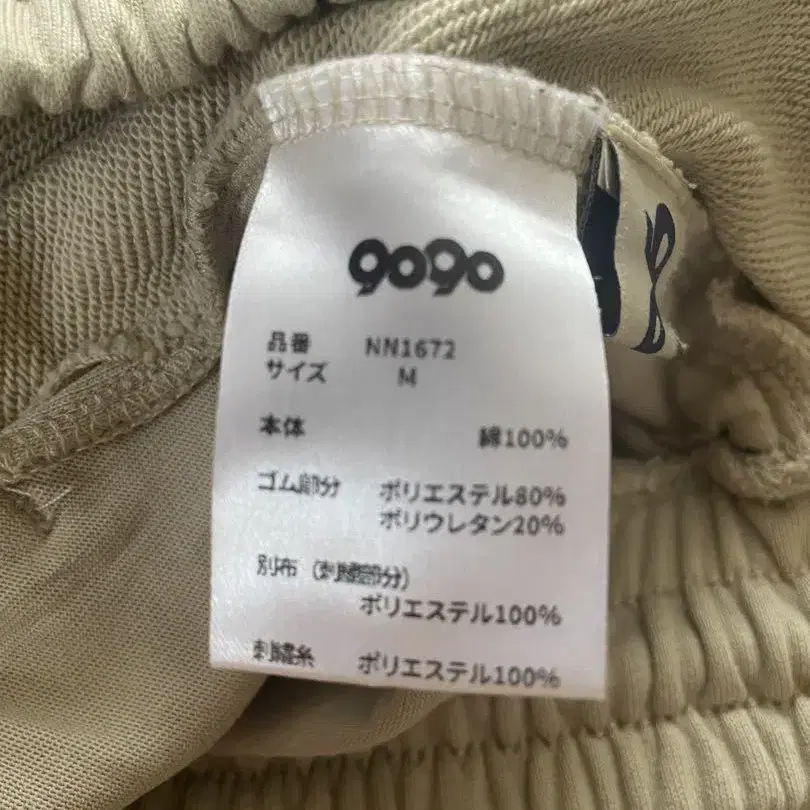 9090
品番 NN1672
サイズ M
本体 綿100%
ゴム部分 ポリエステル80%
ポリウレタン20%
別布 (刺繍部分)
ポリエステル100%
刺繍糸 ポリエステル100%